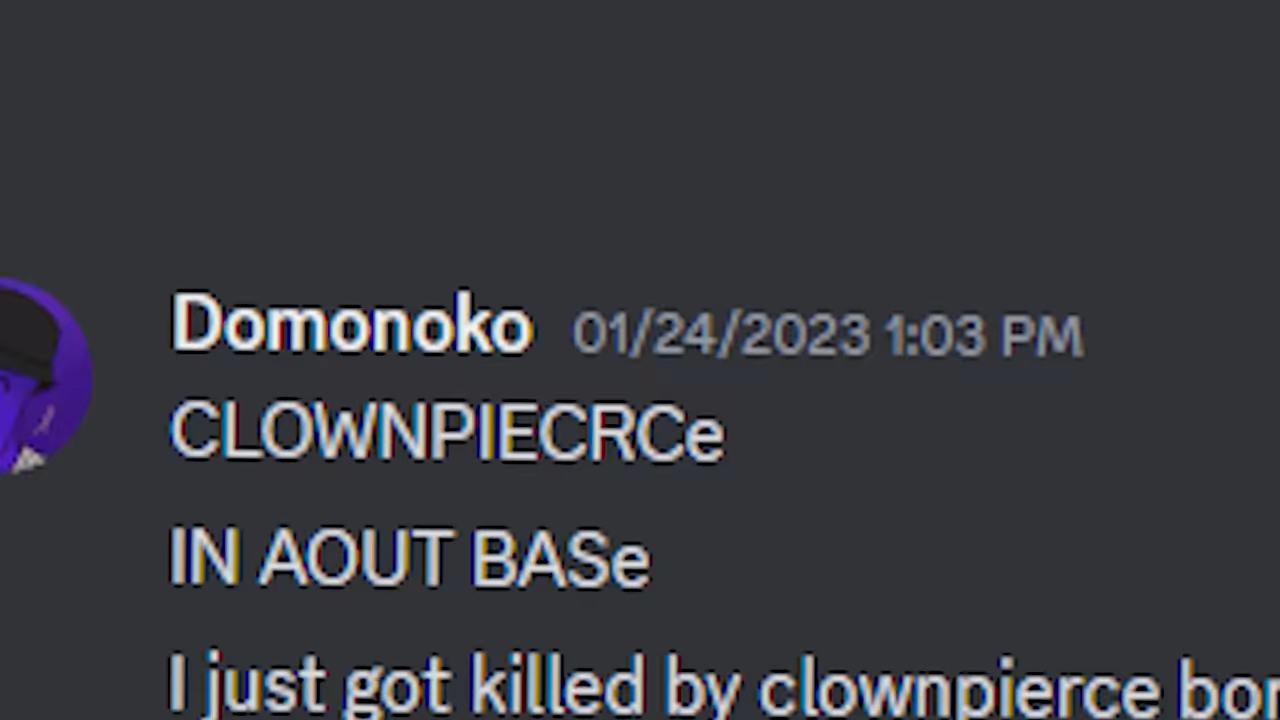 Domonoko 01/24/2023 1:03 PM
CLOWNPIECRCe
IN AOUT BASe
I just got killed by clownpierce